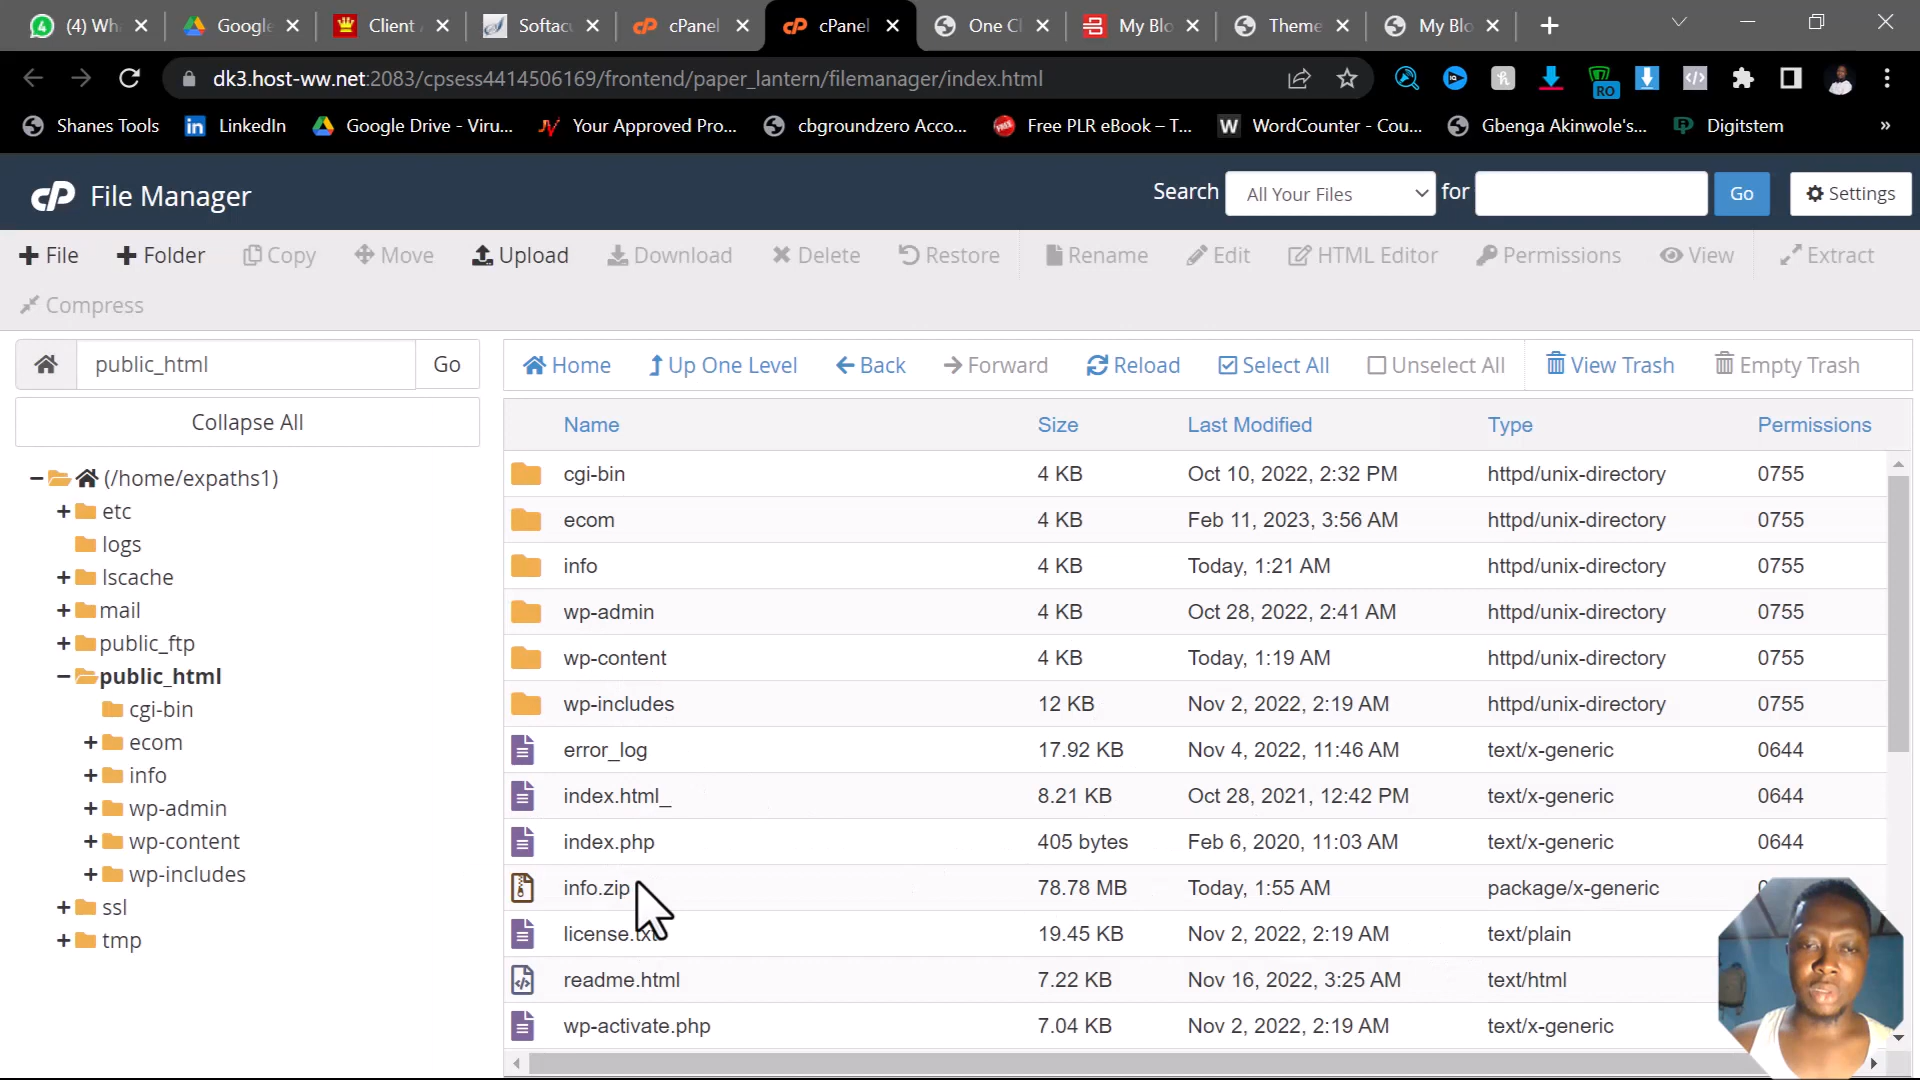 (4) Wh
Google
Client
Softac
cPanel
cPanel
One C
My Blo
Theme
My Blo
dk3.host-ww.net:2083/cpsess4414506169/frontend/paper_lantern/filemanager/index.html
RO
Shanes Tools
LinkedIn
Google Drive - Viru...
Your Approved Pro...
cbgroundzero Acco...
Free PLR eBook – T...
WordCounter - Cou...
Gbenga Akinwole's...
Digitstem
»
cP File Manager
Search All Your Files for Go Settings
File
Folder
Copy
Move
Upload
Download
Delete
Restore
Rename
Edit
HTML Editor
Permissions
View
Extract
Compress
public_html Go
Home
Up One Level
Back
Forward
Reload
Select All
Unselect All
View Trash
Empty Trash
Collapse All
(/home/expaths1)
etc
logs
lscache
mail
public_ftp
public_html
cgi-bin
ecom
info
wp-admin
wp-content
wp-includes
ssl
tmp
Name Size Last Modified Type Permissions
cgi-bin 4 KB Oct 10, 2022, 2:32 PM httpd/unix-directory 0755
ecom 4 KB Feb 11, 2023, 3:56 AM httpd/unix-directory 0755
info 4 KB Today, 1:21 AM httpd/unix-directory 0755
wp-admin 4 KB Oct 28, 2022, 2:41 AM httpd/unix-directory 0755
wp-content 4 KB Today, 1:19 AM httpd/unix-directory 0755
wp-includes 12 KB Nov 2, 2022, 2:19 AM httpd/unix-directory 0755
error_log 17.92 KB Nov 4, 2022, 11:46 AM text/x-generic 0644
index.html_ 8.21 KB Oct 28, 2021, 12:42 PM text/x-generic 0644
index.php 405 bytes Feb 6, 2020, 11:03 AM text/x-generic 0644
info.zip 78.78 MB Today, 1:55 AM package/x-generic
license.txt 19.45 KB Nov 2, 2022, 2:19 AM text/plain
readme.html 7.22 KB Nov 16, 2022, 3:25 AM text/html
wp-activate.php 7.04 KB Nov 2, 2022, 2:19 AM text/x-generic